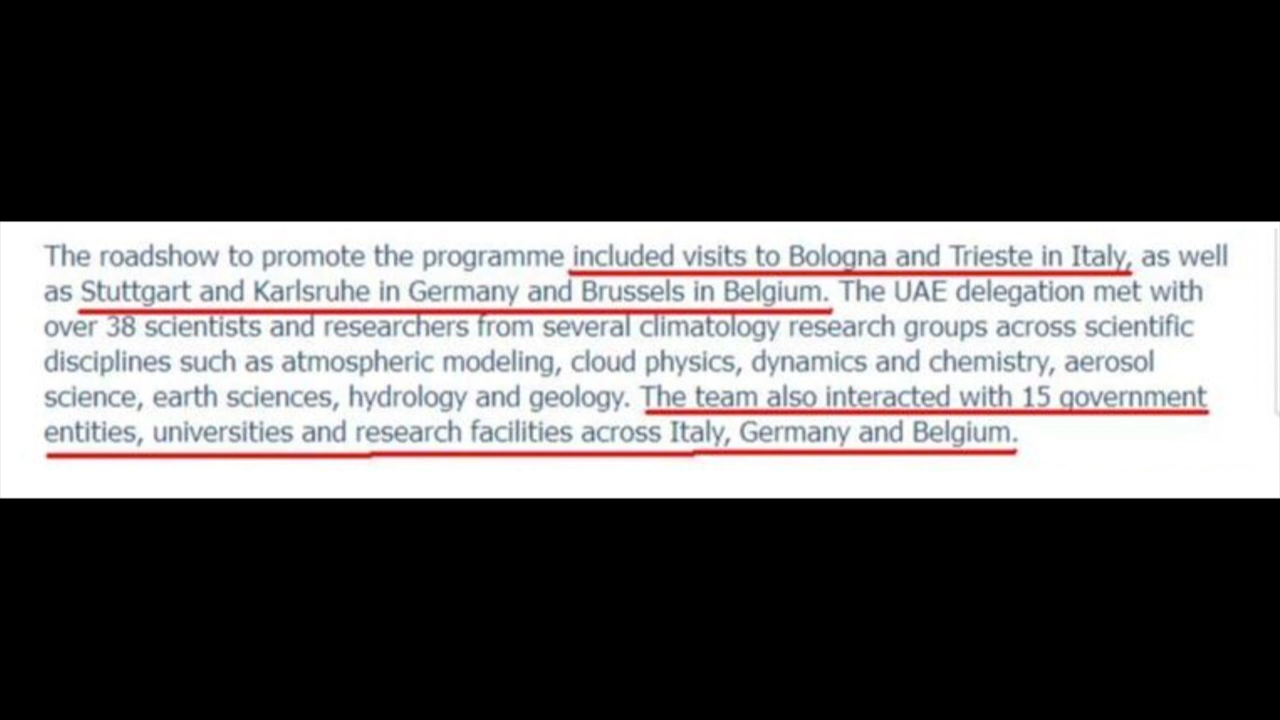 The roadshow to promote the programme included visits to Bologna and Trieste in Italy, as well
as Stuttgart and Karlsruhe in Germany and Brussels in Belgium. The UAE delegation met with
over 38 scientists and researchers from several climatology research groups across scientific
disciplines such as atmospheric modeling, cloud physics, dynamics and chemistry, aerosol
science, earth sciences, hydrology and geology. The team also interacted with 15 government
entities, universities and research facilities across Italy, Germany and Belgium.